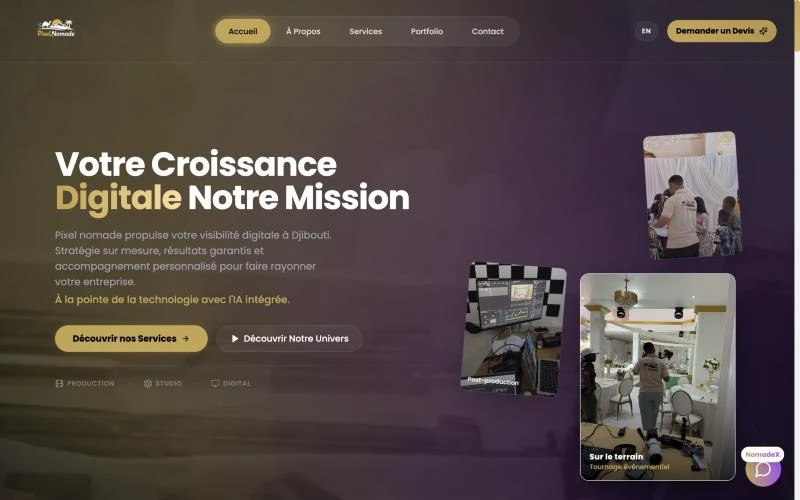 Pixel Nomade
Accueil
À Propos
Services
Portfolio
Contact
EN
Demander un Devis
Votre Croissance
Digitale Notre Mission
Pixel nomade propulse votre visibilité digitale à Djibouti.
Stratégie sur mesure, résultats garantis et
accompagnement personnalisé pour faire rayonner
votre entreprise.
À la pointe de la technologie avec l'IA intégrée.
Découvrir nos Services →
Découvrir Notre Univers
PRODUCTION
STUDIO
DIGITAL
Post-production
Sur le terrain
Tournage événementiel
NomadeX